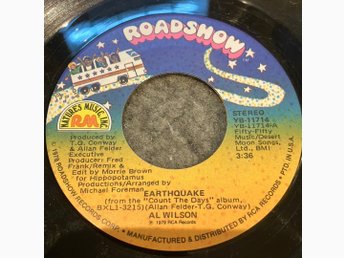 ROADSHOW
NATURE'S MUSIC, INC.
RM
STEREO
YB-11714
YB-11714-A
Fifty-Fifty
Music/Desert
Moon Songs,
Ltd., BMI
3:36
Produced by
T.G. Conway
& Allan Felder
Executive
Producer Fred
Frank/Remix &
Edit by Morrie Brown
for Hippopotamus
Productions/Arranged by
Michael Foreman
EARTHQUAKE
(from the "Count The Days" album,
BXL1-3215) (Allan Felder-T.G. Conway)
AL WILSON
℗ 1979 RCA Records
© 1978 ROADSHOW RECORDS CORP. • MANUFACTURED & DISTRIBUTED BY RCA RECORDS
PTD. IN U.S.A.